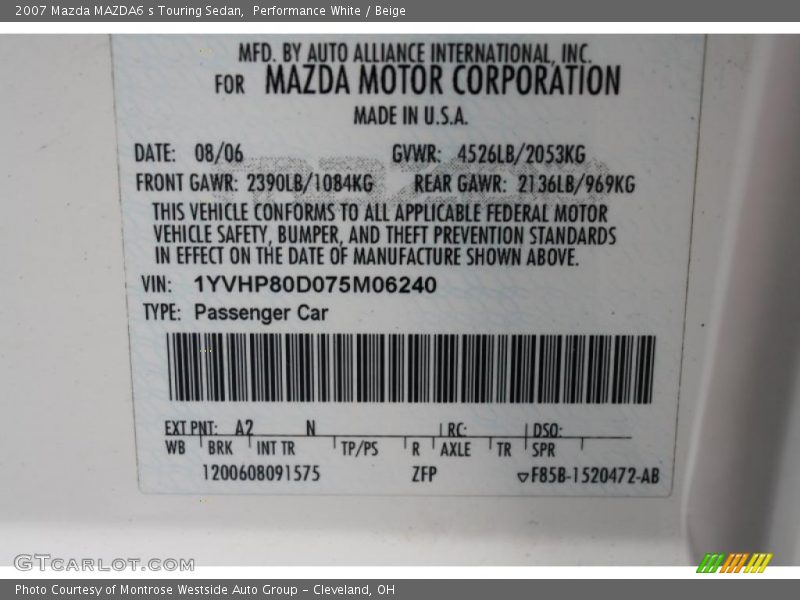 2007 Mazda MAZDA6 s Touring Sedan, Performance White / Beige
MFD. BY AUTO ALLIANCE INTERNATIONAL, INC.
FOR MAZDA MOTOR CORPORATION
MADE IN U.S.A.
DATE: 08/06 GVWR: 4526LB/2053KG
FRONT GAWR: 2390LB/1084KG REAR GAWR: 2136LB/969KG
THIS VEHICLE CONFORMS TO ALL APPLICABLE FEDERAL MOTOR
VEHICLE SAFETY, BUMPER, AND THEFT PREVENTION STANDARDS
IN EFFECT ON THE DATE OF MANUFACTURE SHOWN ABOVE.
VIN: 1YVHP80D075M06240
TYPE: Passenger Car
EXT PNT: A2 N RC: DSO:
WB BRK INT TR TP/PS R AXLE TR SPR
1200608091575 ZFP F85B-1520472-AB
GTCARLOT.COM
Photo Courtesy of Montrose Westside Auto Group - Cleveland, OH